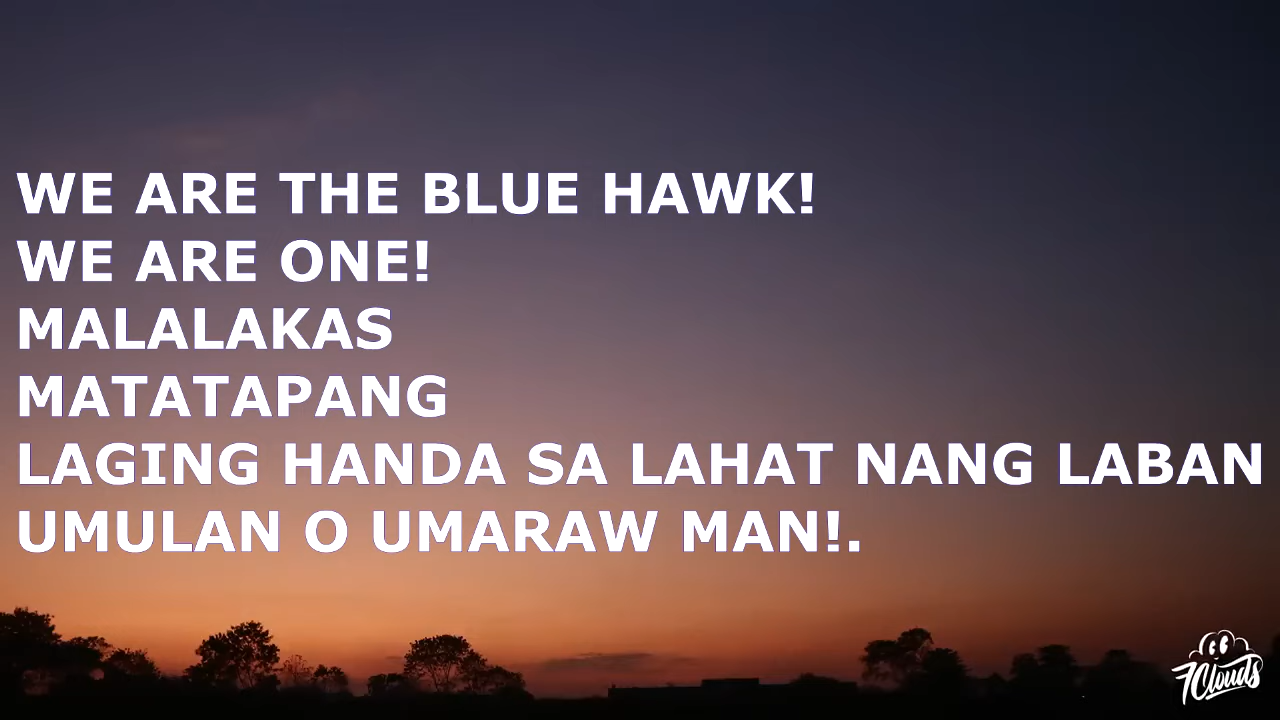 WE ARE THE BLUE HAWK!
WE ARE ONE!
MALALAKAS
MATATAPANG
LAGING HANDA SA LAHAT NANG LABAN
UMULAN O UMARAW MAN!.
7Clouds